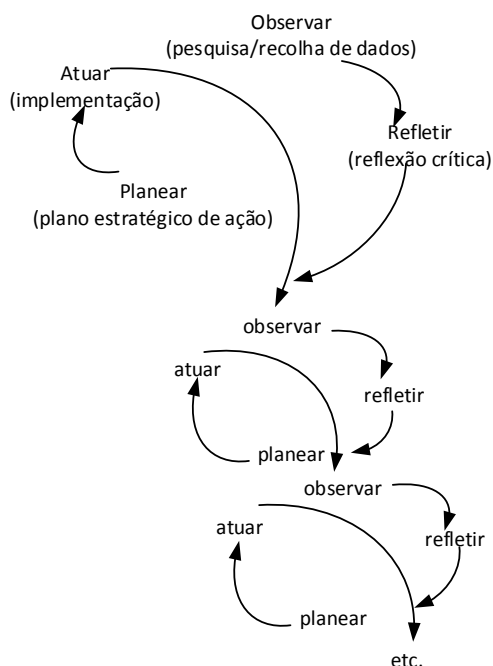 Observar
(pesquisa/recolha de dados)
Atuar
(implementação)
Refletir
(reflexão crítica)
Planear
(plano estratégico de ação)
observar
atuar
refletir
planear
observar
atuar
refletir
planear
etc.